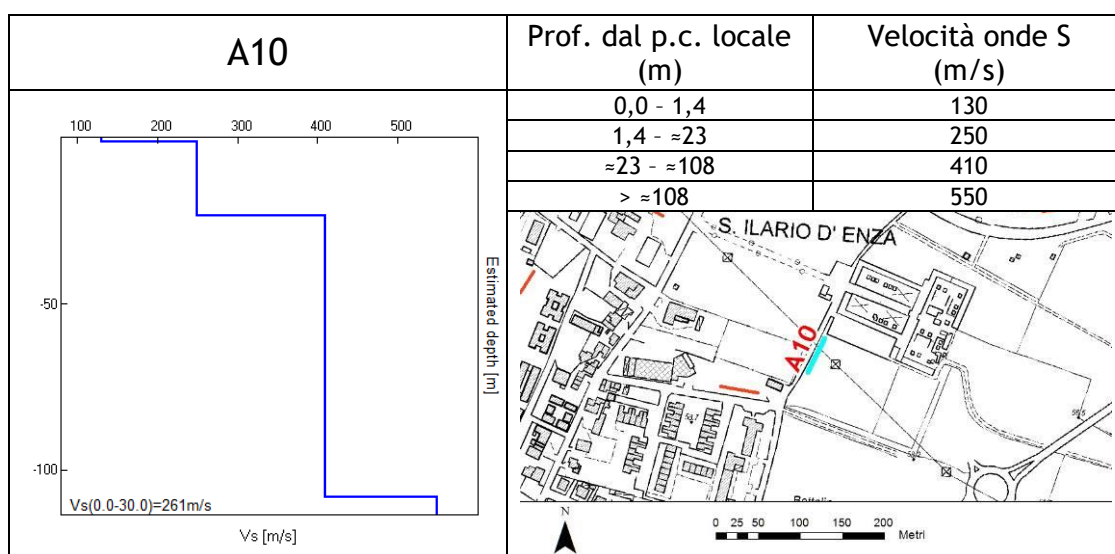 A10
Prof. dal p.c. locale
(m)
Velocità onde S
(m/s)
0,0 – 1,4
130
1,4 – ≈23
250
≈23 – ≈108
410
> ≈108
550
100 200 300 400 500
-50
-100
Estimated depth [m]
Vs(0.0-30.0)=261m/s
Vs [m/s]
S. ILARIO D' ENZA
A10
N
0 25 50 100 150 200
Metri